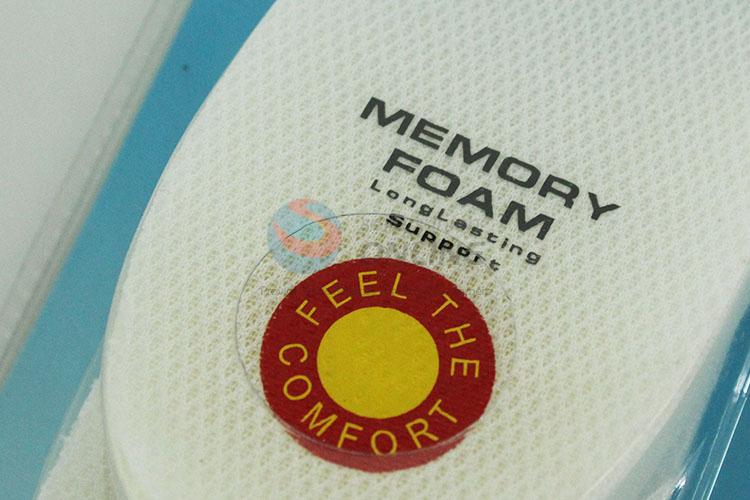 MEMORY
FOAM
LongLasting
Support
FEEL THE
COMFORT